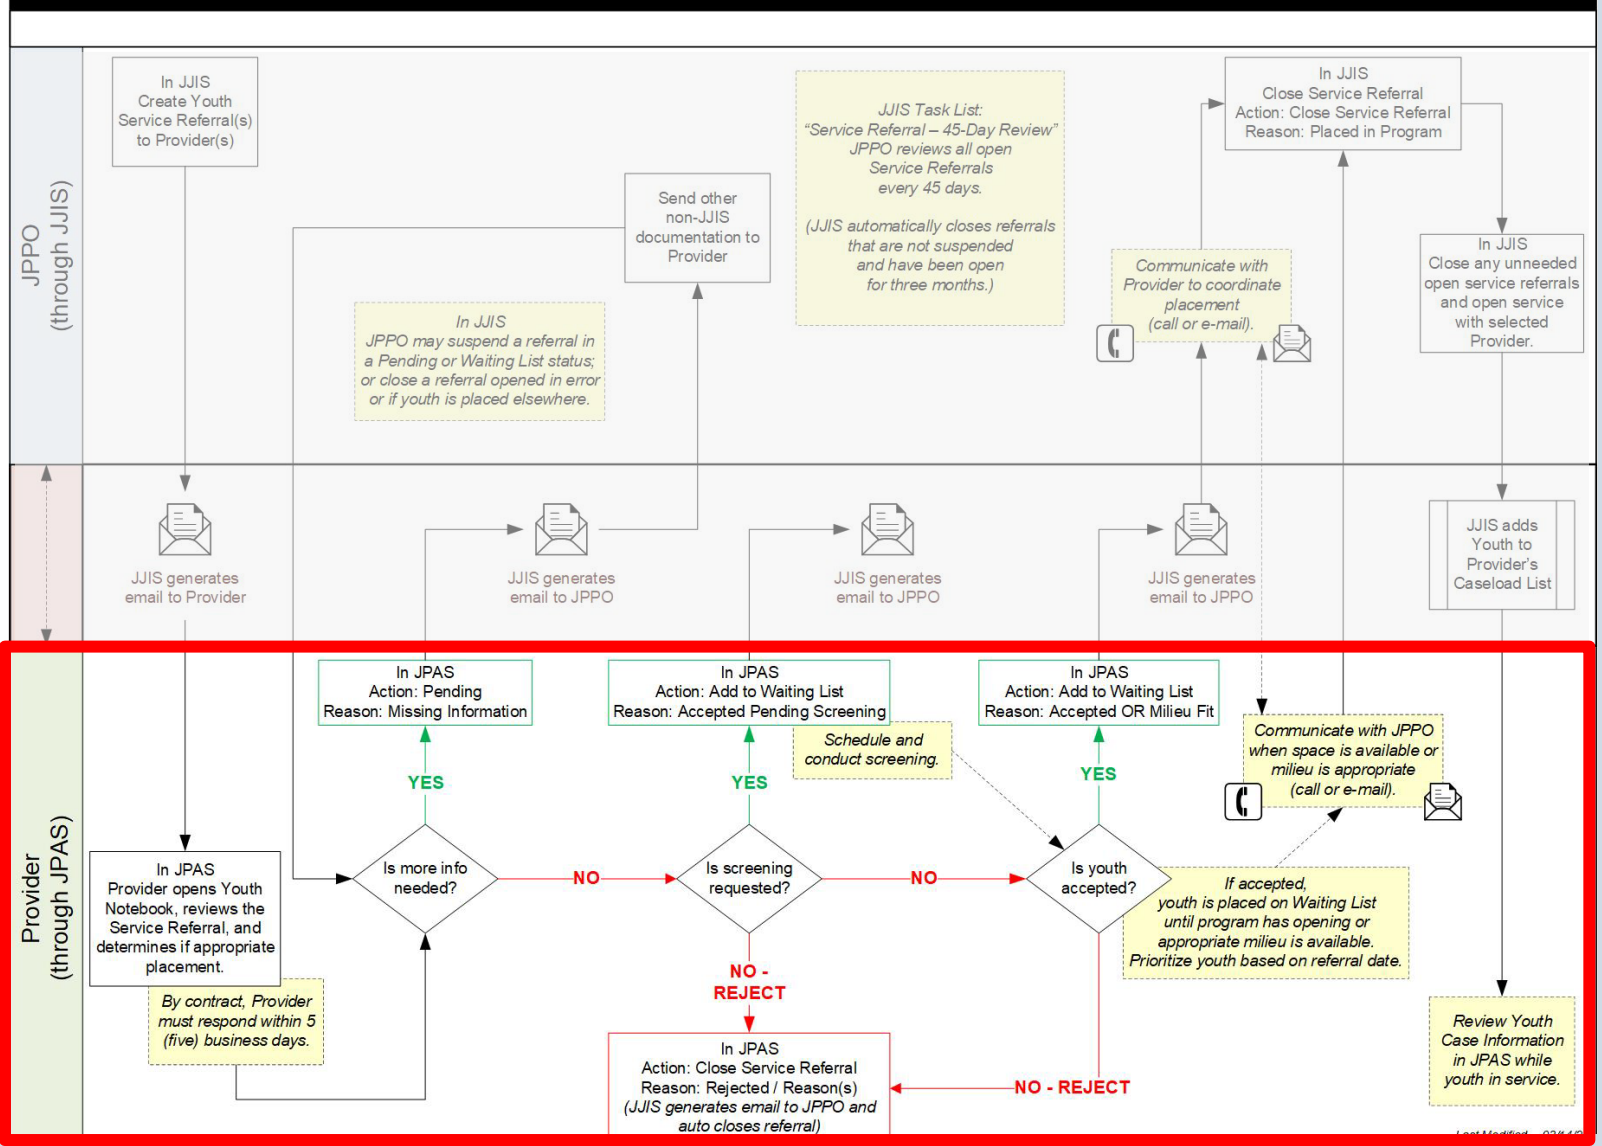 JPPO
(through JJIS)
In JJIS
Create Youth
Service Referral(s)
to Provider(s)
In JJIS
JPPO may suspend a referral in
a Pending or Waiting List status;
or close a referral opened in error
or if youth is placed elsewhere.
Send other
non-JJIS
documentation to
Provider
JJIS Task List:
“Service Referral – 45-Day Review”
JPPO reviews all open
Service Referrals
every 45 days.
(JJIS automatically closes referrals
that are not suspended
and have been open
for three months.)
In JJIS
Close Service Referral
Action: Close Service Referral
Reason: Placed in Program
Communicate with
Provider to coordinate
placement
(call or e-mail).
In JJIS
Close any unneeded
open service referrals
and open service
with selected
Provider.
JJIS generates
email to Provider
JJIS generates
email to JPPO
JJIS generates
email to JPPO
JJIS generates
email to JPPO
JJIS adds
Youth to
Provider’s
Caseload List
Provider
(through JPAS)
In JPAS
Action: Pending
Reason: Missing Information
In JPAS
Action: Add to Waiting List
Reason: Accepted Pending Screening
In JPAS
Action: Add to Waiting List
Reason: Accepted OR Milieu Fit
Schedule and
conduct screening.
Communicate with JPPO
when space is available or
milieu is appropriate
(call or e-mail).
YES
YES
YES
In JPAS
Provider opens Youth
Notebook, reviews the
Service Referral, and
determines if appropriate
placement.
By contract, Provider
must respond within 5
(five) business days.
Is more info
needed?
NO
Is screening
requested?
NO
Is youth
accepted?
If accepted,
youth is placed on Waiting List
until program has opening or
appropriate milieu is available.
Prioritize youth based on referral date.
NO -
REJECT
In JPAS
Action: Close Service Referral
Reason: Rejected / Reason(s)
(JJIS generates email to JPPO and
auto closes referral)
NO - REJECT
Review Youth
Case Information
in JPAS while
youth in service.